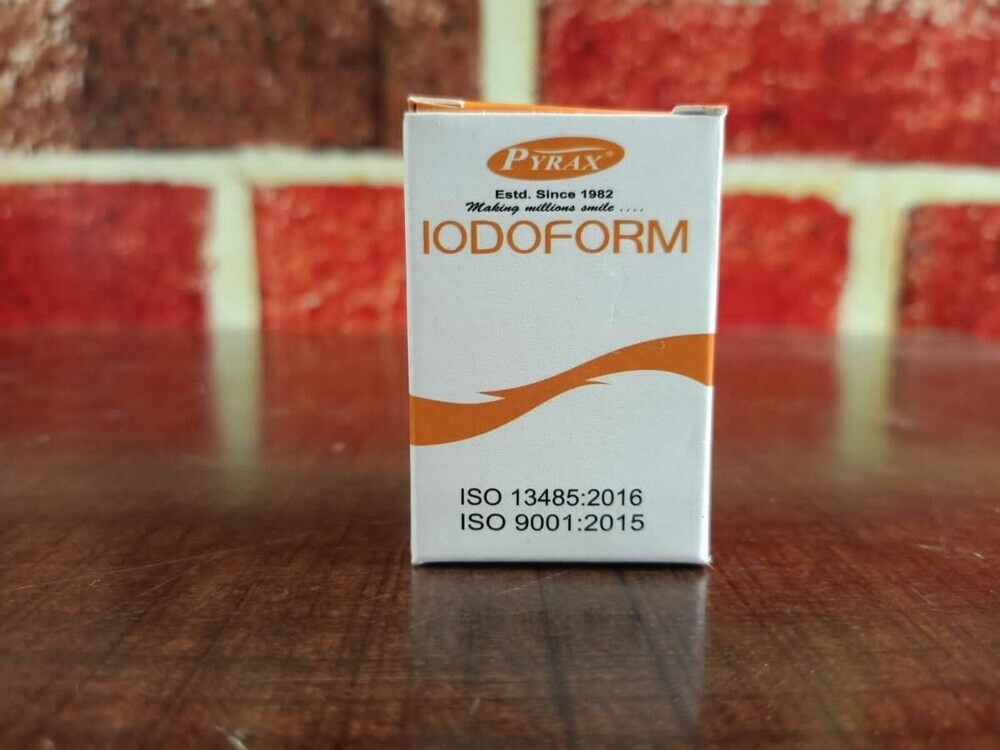 PYRAX®
Estd. Since 1982
Making millions smile ....
IODOFORM
ISO 13485:2016
ISO 9001:2015